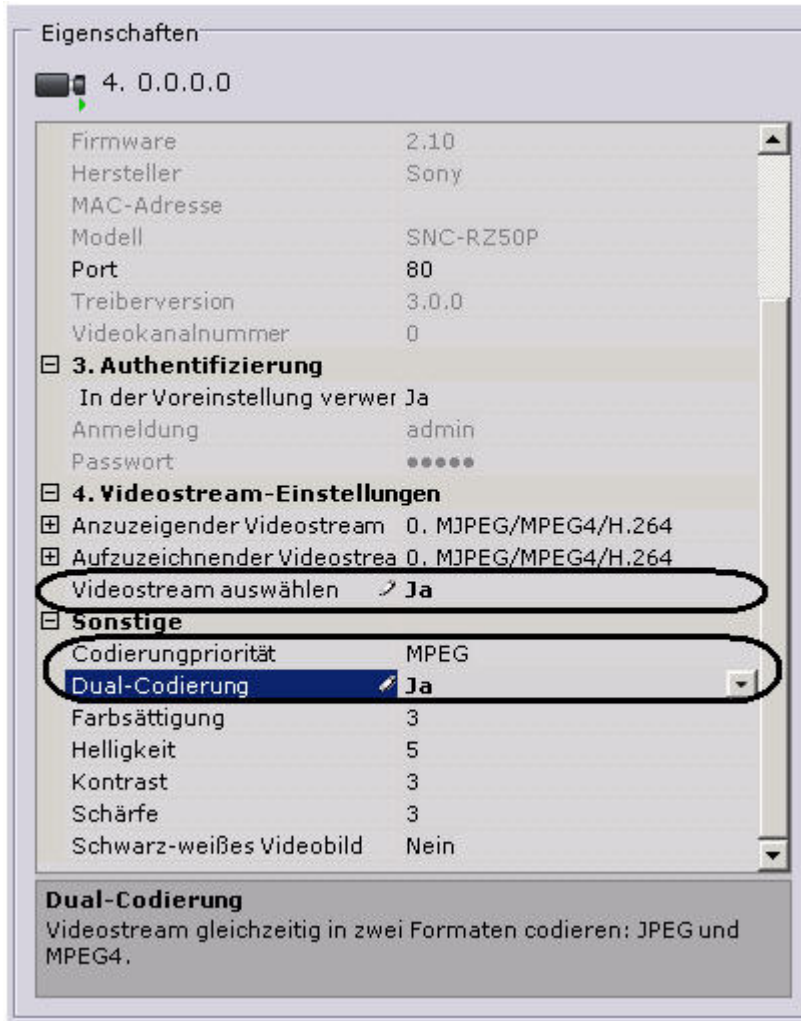 Eigenschaften
4. 0.0.0.0
Firmware 2.10
Hersteller Sony
MAC-Adresse
Modell SNC-RZ50P
Port 80
Treiberversion 3.0.0
Videokanalnummer 0
3. Authentifizierung
In der Voreinstellung verwer Ja
Anmeldung admin
Passwort ●●●●●
4. Videostream-Einstellungen
Anzuzeigender Videostream 0. MJPEG/MPEG4/H.264
Aufzuzeichnender Videostrea 0. MJPEG/MPEG4/H.264
Videostream auswählen Ja
Sonstige
Codierungpriorität MPEG
Dual-Codierung Ja
Farbsättigung 3
Helligkeit 5
Kontrast 3
Schärfe 3
Schwarz-weißes Videobild Nein
Dual-Codierung
Videostream gleichzeitig in zwei Formaten codieren: JPEG und
MPEG4.